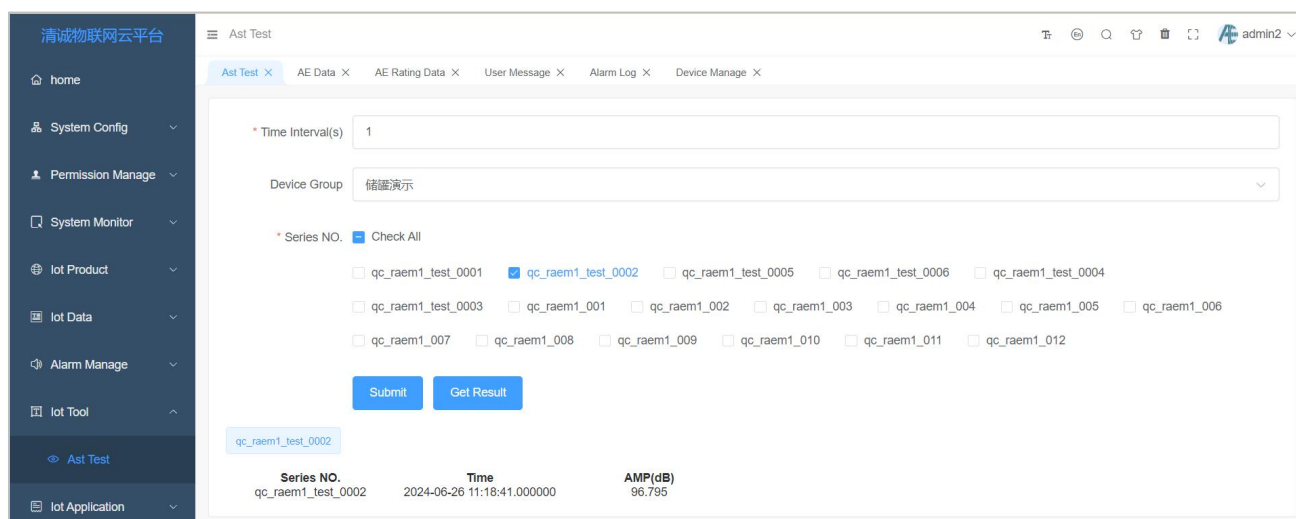 清诚物联网云平台
Ast Test
admin2
home
System Config
Permission Manage
System Monitor
Iot Product
Iot Data
Alarm Manage
Iot Tool
Ast Test
Iot Application
Ast Test AE Data AE Rating Data User Message Alarm Log Device Manage
* Time Interval(s) 1
Device Group 储罐演示
* Series NO. Check All
qc_raem1_test_0001 qc_raem1_test_0002 qc_raem1_test_0005 qc_raem1_test_0006 qc_raem1_test_0004
qc_raem1_test_0003 qc_raem1_001 qc_raem1_002 qc_raem1_003 qc_raem1_004 qc_raem1_005 qc_raem1_006
qc_raem1_007 qc_raem1_008 qc_raem1_009 qc_raem1_010 qc_raem1_011 qc_raem1_012
Submit Get Result
qc_raem1_test_0002
Series NO. Time AMP(dB)
qc_raem1_test_0002 2024-06-26 11:18:41.000000 96.795